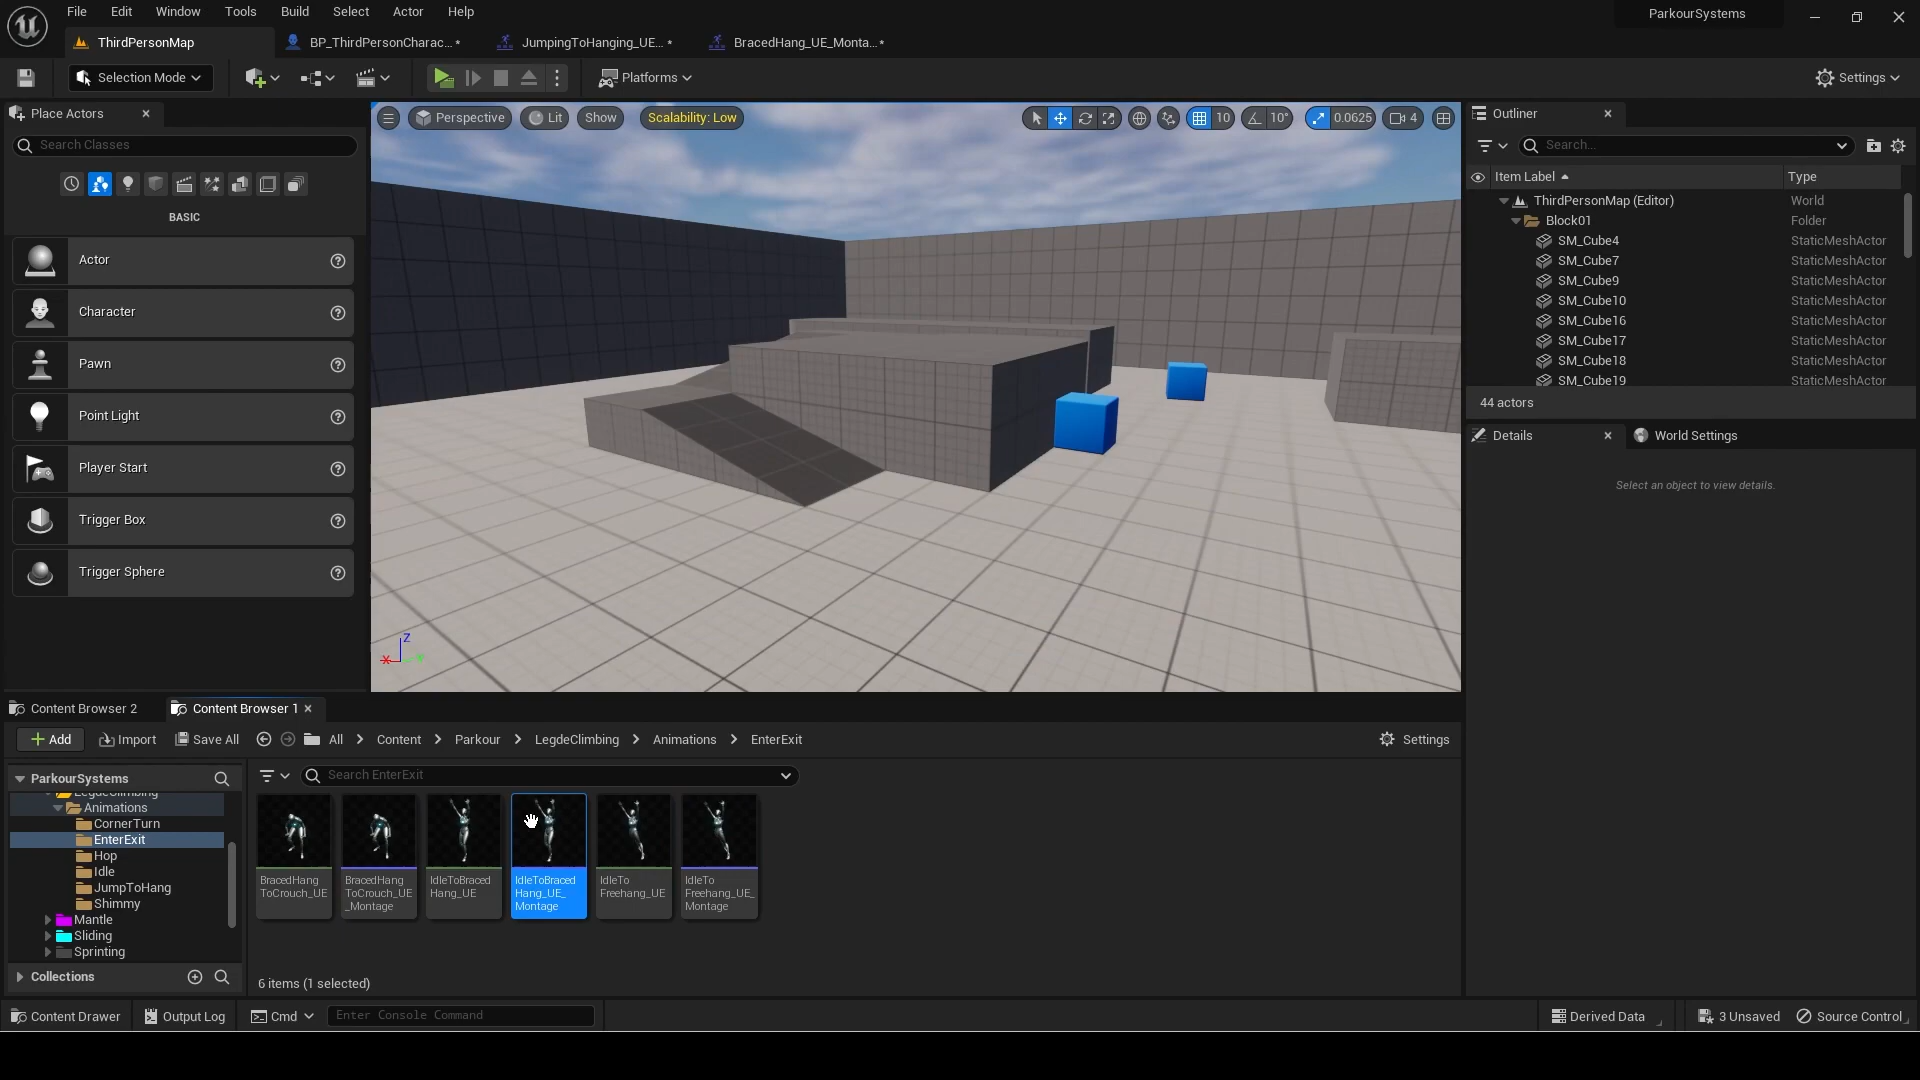 File Edit Window Tools Build Select Actor Help
ParkourSystems
ThirdPersonMap
BP_ThirdPersonCharac... *
JumpingToHanging_UE... *
BracedHang_UE_Monta... *
Selection Mode
Platforms
Settings
Place Actors
Search Classes
BASIC
Actor
Character
Pawn
Point Light
Player Start
Trigger Box
Trigger Sphere
Perspective
Lit
Show
Scalability: Low
10
10°
0.0625
4
Z
X
Outliner
Search...
Item Label
Type
ThirdPersonMap (Editor) World
Block01 Folder
SM_Cube4 StaticMeshActor
SM_Cube7 StaticMeshActor
SM_Cube9 StaticMeshActor
SM_Cube10 StaticMeshActor
SM_Cube16 StaticMeshActor
SM_Cube17 StaticMeshActor
SM_Cube18 StaticMeshActor
SM_Cube19 StaticMeshActor
44 actors
Details
World Settings
Select an object to view details.
Content Browser 2
Content Browser 1
Add
Import
Save All
All > Content > Parkour > LegdeClimbing > Animations > EnterExit
Settings
ParkourSystems
LegdeClimbing
Animations
CornerTurn
EnterExit
Hop
Idle
JumpToHang
Shimmy
Mantle
Sliding
Sprinting
Collections
Search EnterExit
BracedHang
ToCrouch_UE
BracedHang
ToCrouch_UE
_Montage
IdleToBraced
Hang_UE
IdleToBraced
Hang_UE_
Montage
IdleTo
Freehang_UE
IdleTo
Freehang_UE_
Montage
6 items (1 selected)
Content Drawer
Output Log
Cmd
Enter Console Command
Derived Data
3 Unsaved
Source Control